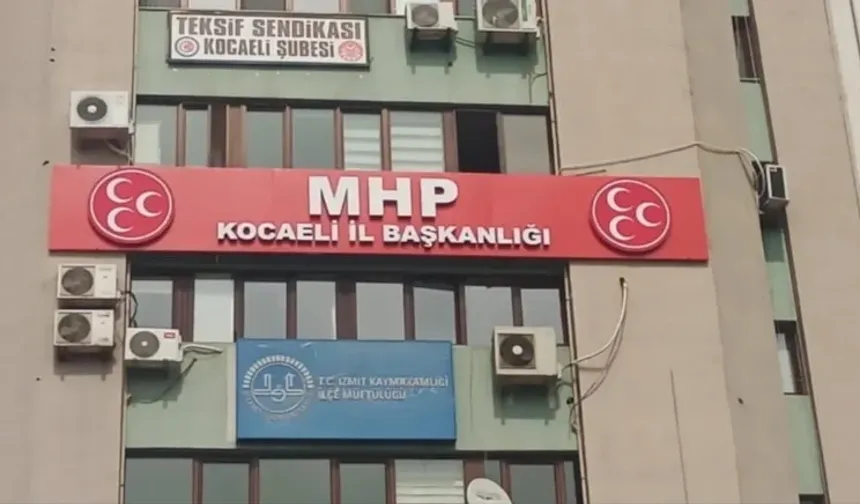 TEKSİF SENDİKASI
KOCAELİ ŞUBESİ
MHP
KOCAELİ İL BAŞKANLIĞI
T.C. İZMİT KAYMAKAMLIĞI
İLÇE MÜFTÜLÜĞÜ